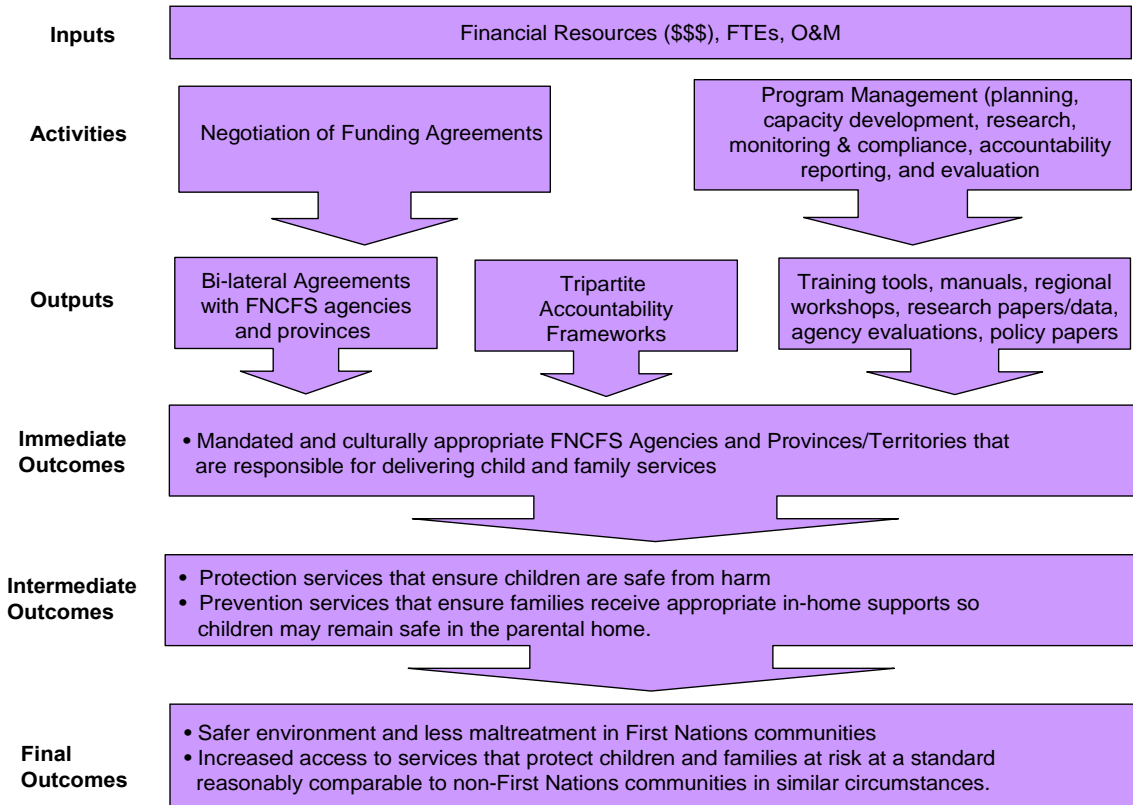 Inputs
Financial Resources ($$$), FTEs, O&M
Activities
Negotiation of Funding Agreements
Program Management (planning,
capacity development, research,
monitoring & compliance, accountability
reporting, and evaluation
Outputs
Bi-lateral Agreements
with FNCFS agencies
and provinces
Tripartite
Accountability
Frameworks
Training tools, manuals, regional
workshops, research papers/data,
agency evaluations, policy papers
Immediate
Outcomes
• Mandated and culturally appropriate FNCFS Agencies and Provinces/Territories that
are responsible for delivering child and family services
Intermediate
Outcomes
• Protection services that ensure children are safe from harm
• Prevention services that ensure families receive appropriate in-home supports so
children may remain safe in the parental home.
Final
Outcomes
• Safer environment and less maltreatment in First Nations communities
• Increased access to services that protect children and families at risk at a standard
reasonably comparable to non-First Nations communities in similar circumstances.